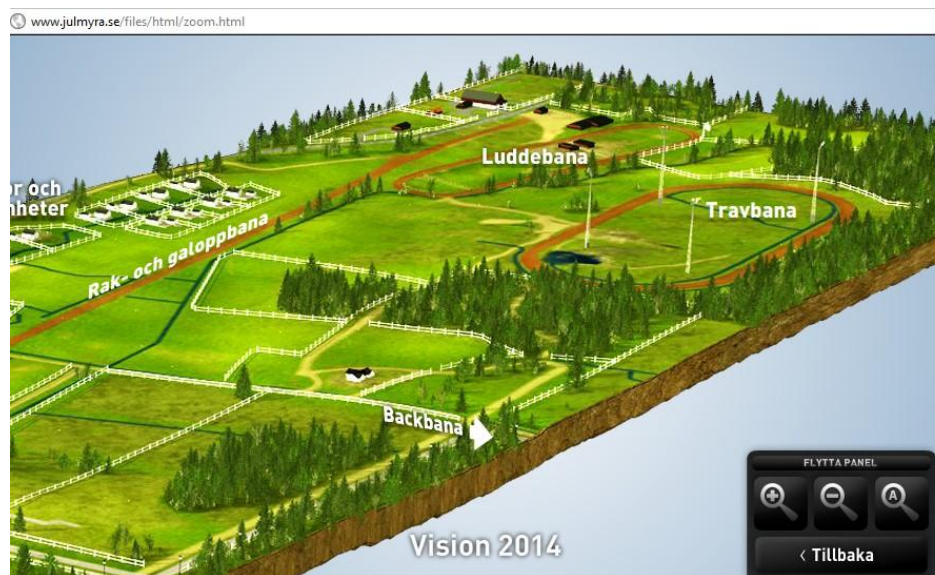 www.julmyra.se/files/html/zoom.html
Luddebana
Travbana
och
Rak- och galoppbana
Backbana
Vision 2014
FLYTTA PANEL
A
< Tillbaka